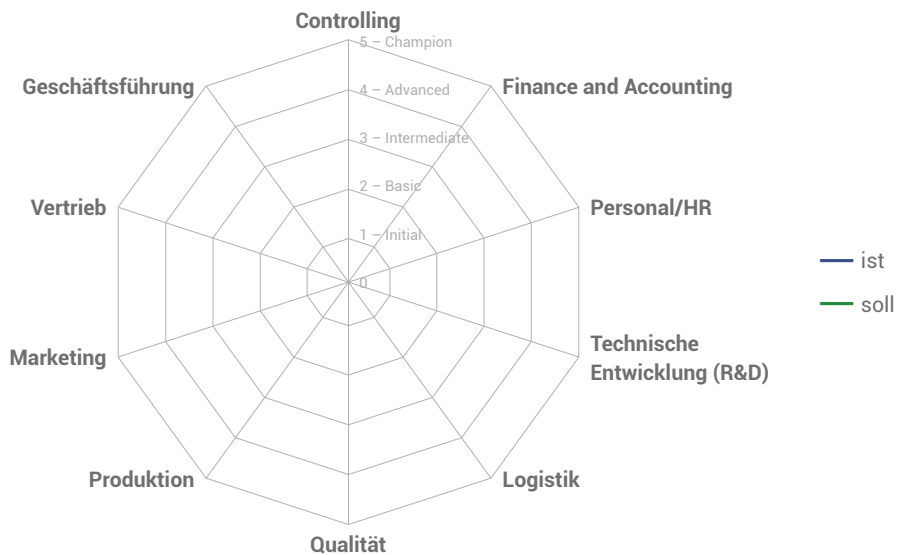 Controlling
5 – Champion
Geschäftsführung
Finance and Accounting
4 – Advanced
3 – Intermediate
2 – Basic
Vertrieb
Personal/HR
1 – Initial
ist
0
soll
Marketing
Technische
Entwicklung (R&D)
Produktion
Logistik
Qualität